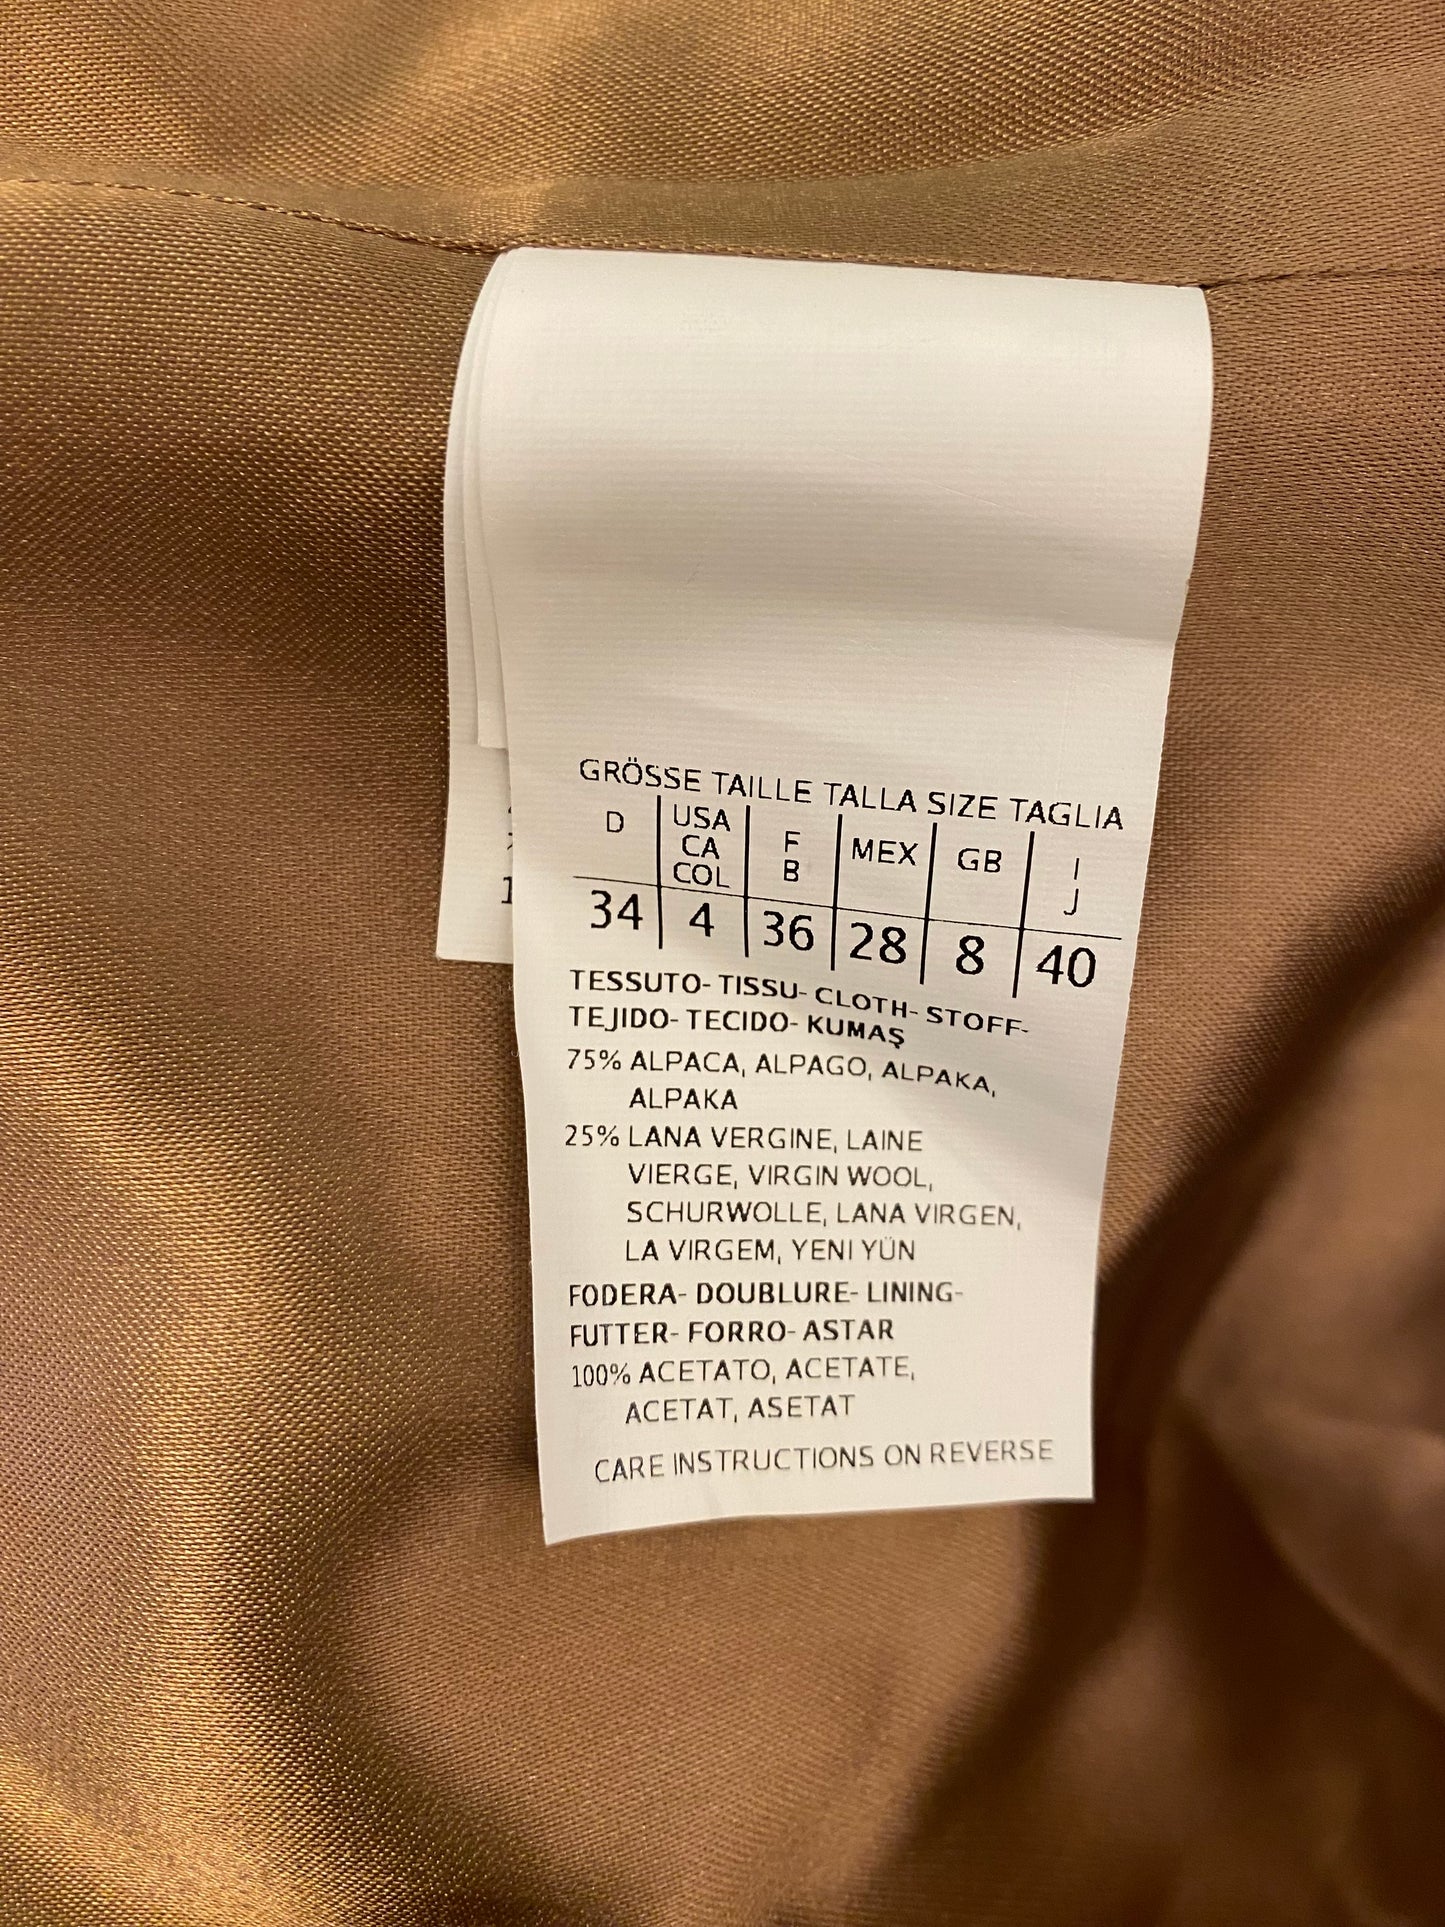 GRÖSSE TAILLE TALLA SIZE TAGLIA
D USA CA COL F B MEX GB I J
34 4 36 28 8 40
TESSUTO- TISSU- CLOTH- STOFF-
TEJIDO- TECIDO- KUMAŞ
75% ALPACA, ALPAGO, ALPAKA,
ALPAKA
25% LANA VERGINE, LAINE
VIERGE, VIRGIN WOOL,
SCHURWOLLE, LANA VIRGEN,
LA VIRGEM, YENI YÜN
FODERA- DOUBLURE- LINING-
FUTTER- FORRO- ASTAR
100% ACETATO, ACETATE,
ACETAT, ASETAT
CARE INSTRUCTIONS ON REVERSE